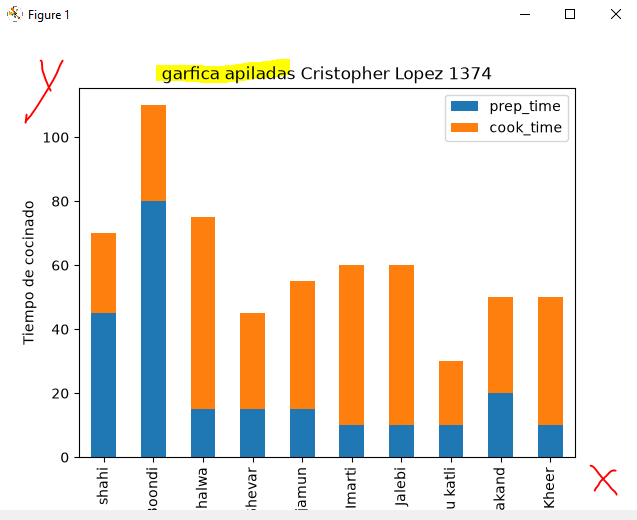 Figure 1
y
garfica apiladas Cristopher Lopez 1374
prep_time
cook_time
100
80
60
40
20
0
Tiempo de cocinado
shahi
Boondi
halwa
hevar
jamun
Imarti
Jalebi
u katli
akand
Kheer
x